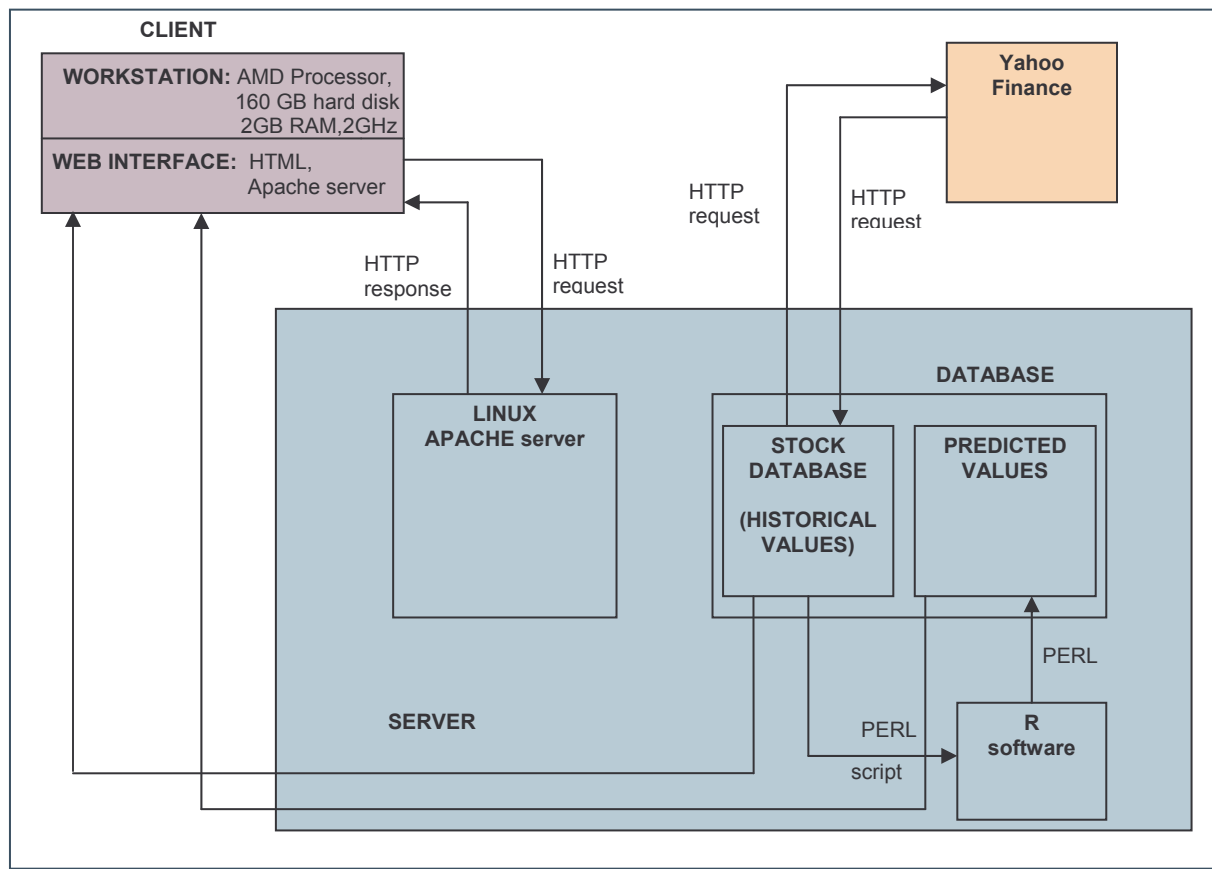 CLIENT
WORKSTATION: AMD Processor,
160 GB hard disk
2GB RAM,2GHz
WEB INTERFACE: HTML,
Apache server
Yahoo
Finance
HTTP
request
HTTP
request
HTTP
response
HTTP
request
DATABASE
LINUX
APACHE server
STOCK
DATABASE
(HISTORICAL
VALUES)
PREDICTED
VALUES
PERL
SERVER
PERL
script
R
software